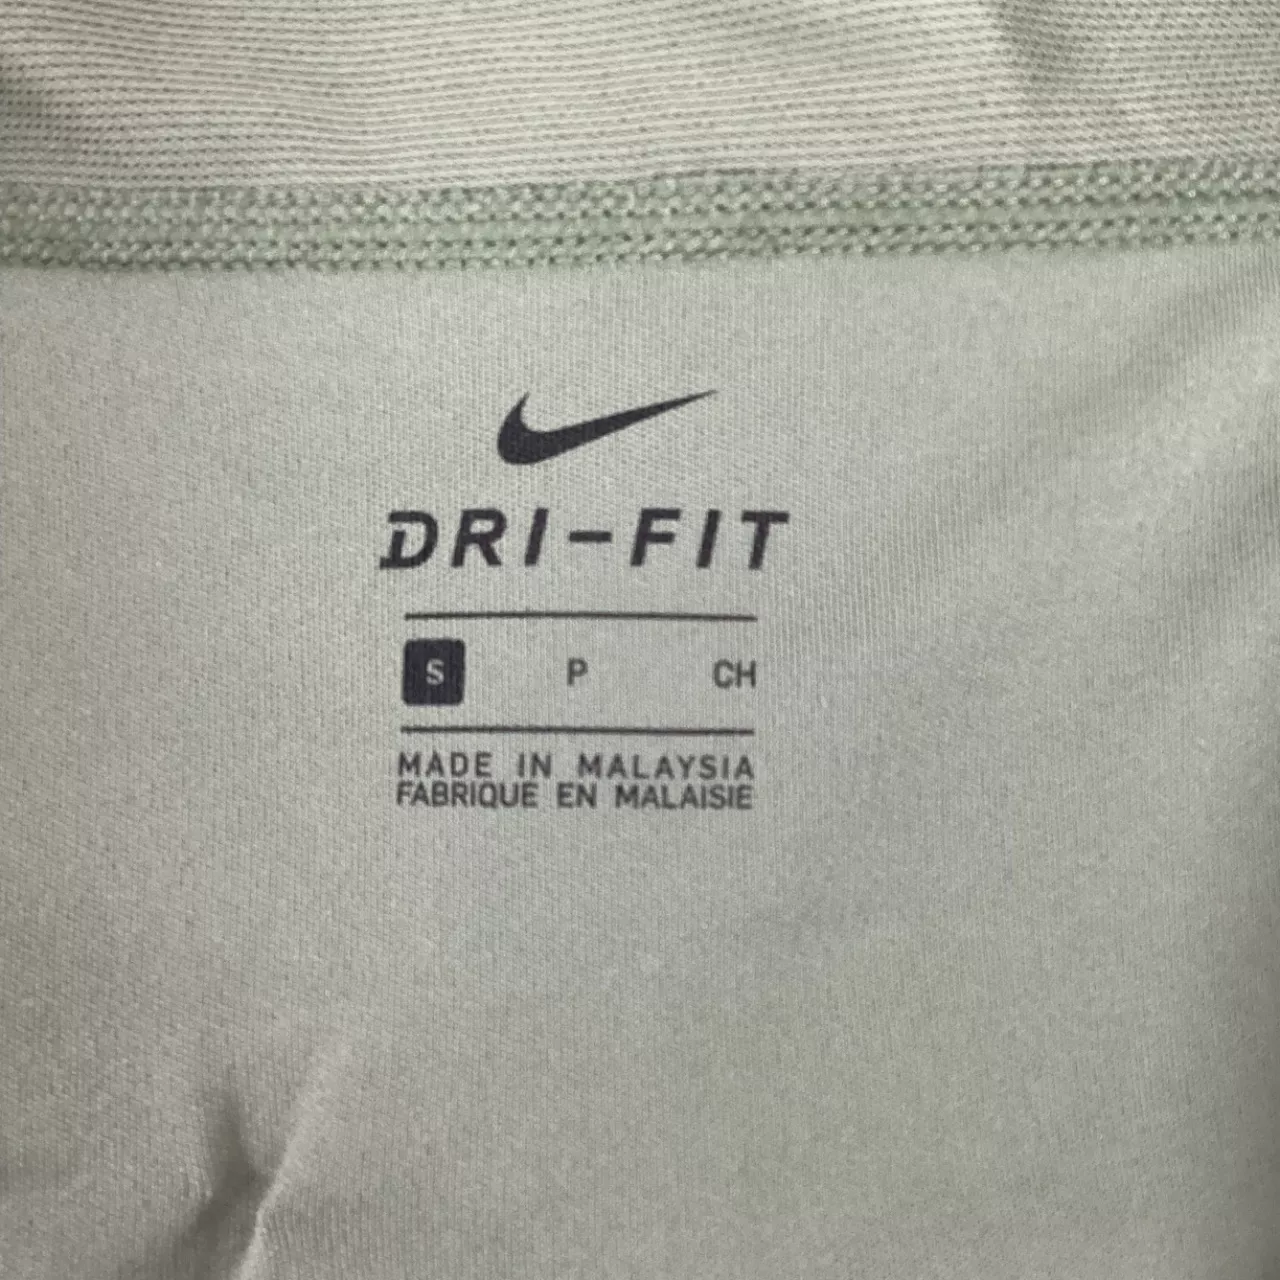 DRI-FIT
S P CH
MADE IN MALAYSIA
FABRIQUE EN MALAISIE